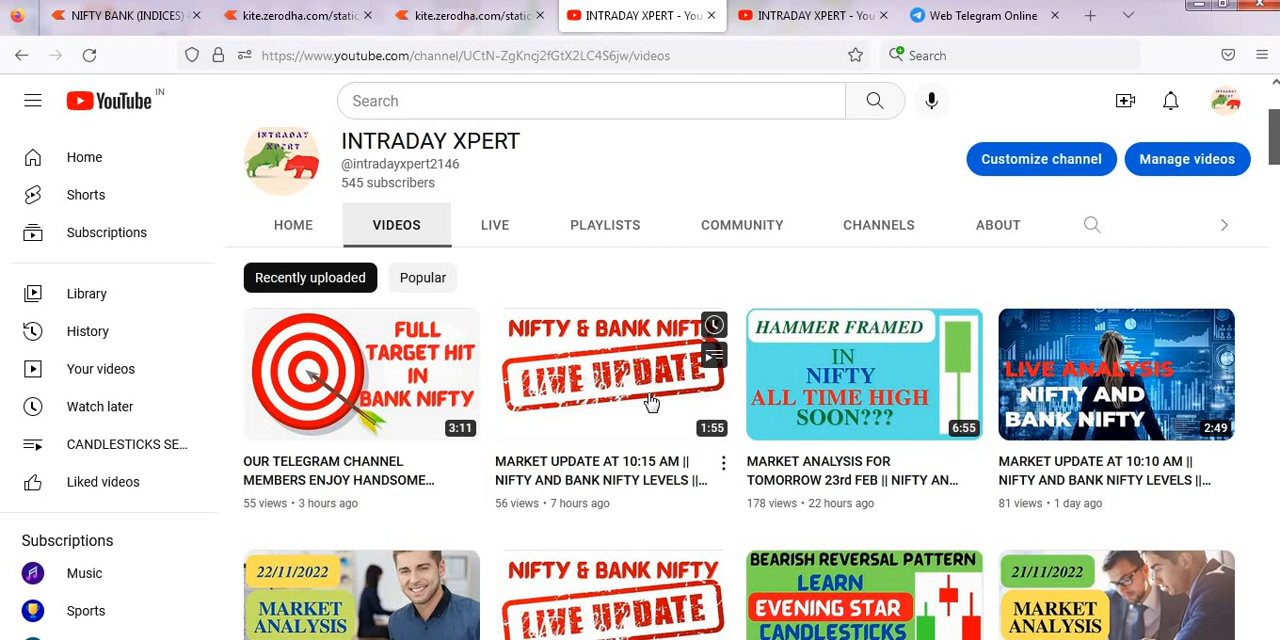 NIFTY BANK (INDICES)
kite.zerodha.com/static
kite.zerodha.com/static
INTRADAY XPERT - You
INTRADAY XPERT - You
Web Telegram Online
https://www.youtube.com/channel/UCtN-ZgKncj2fGtX2LC4S6jw/videos
Search
YouTube IN
Search
Home
Shorts
Subscriptions
Library
History
Your videos
Watch later
CANDLESTICKS SE...
Liked videos
Subscriptions
Music
Sports
INTRADAY
XPERT
INTRADAY XPERT
@intradayxpert2146
545 subscribers
Customize channel
Manage videos
HOME
VIDEOS
LIVE
PLAYLISTS
COMMUNITY
CHANNELS
ABOUT
Recently uploaded
Popular
FULL
TARGET HIT
IN
BANK NIFTY
3:11
OUR TELEGRAM CHANNEL
MEMBERS ENJOY HANDSOME...
55 views • 3 hours ago
NIFTY & BANK NIFT
LIVE UPDATE
1:55
MARKET UPDATE AT 10:15 AM ||
NIFTY AND BANK NIFTY LEVELS ||...
56 views • 7 hours ago
HAMMER FRAMED
IN
NIFTY
ALL TIME HIGH
SOON???
6:55
MARKET ANALYSIS FOR
TOMORROW 23rd FEB || NIFTY AN...
178 views • 22 hours ago
LIVE ANALYSIS
NIFTY AND
BANK NIFTY
2:49
MARKET UPDATE AT 10:10 AM ||
NIFTY AND BANK NIFTY LEVELS ||...
81 views • 1 day ago
22/11/2022
MARKET
ANALYSIS
NIFTY & BANK NIFTY
LIVE UPDATE
BEARISH REVERSAL PATTERN
LEARN
EVENING STAR
CANDLESTICKS
21/11/2022
MARKET
ANALYSIS